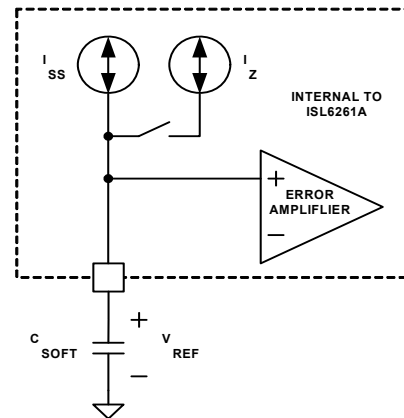 I
SS
I
Z
INTERNAL TO
ISL6261A
+
ERROR
AMPLIFLIER
−
C
SOFT
+
V
REF
−